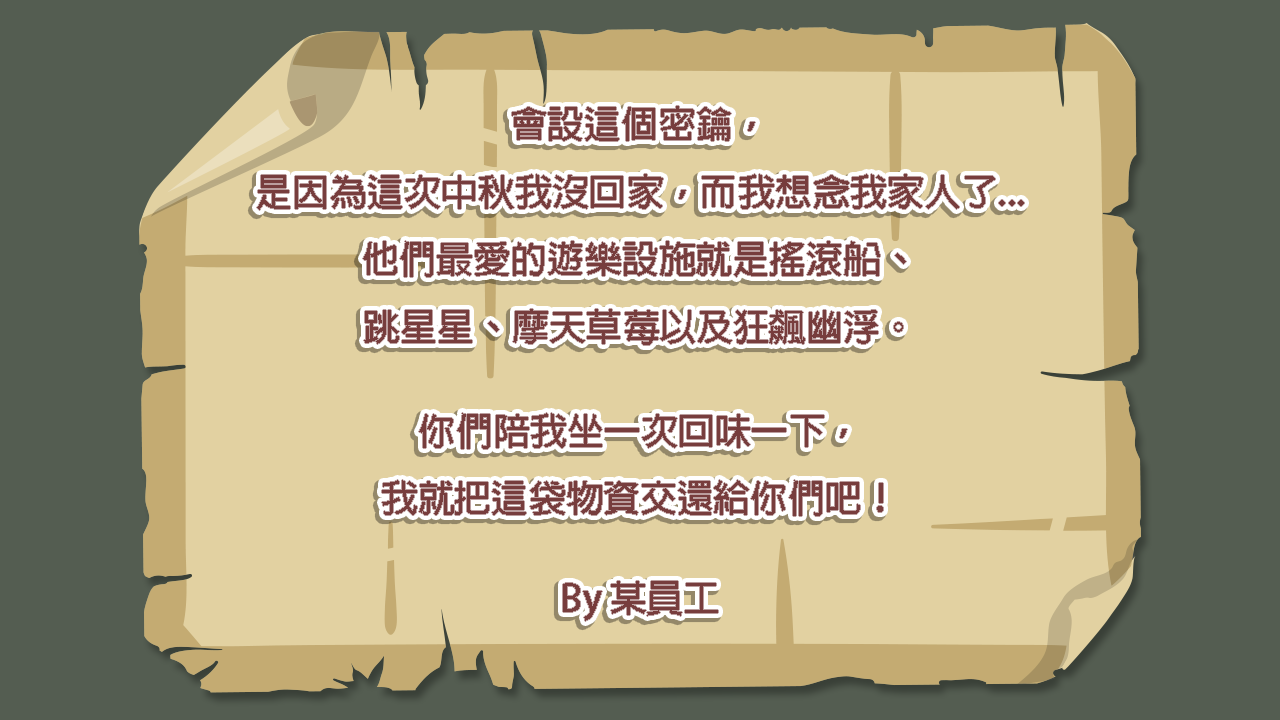 會設這個密鑰，
是因為這次中秋我沒回家，而我想念我家人了...
他們最愛的遊樂設施就是搖滾船、
跳星星、摩天草莓以及狂飆幽浮。
你們陪我坐一次回味一下，
我就把這袋物資交還給你們吧！
By 某員工